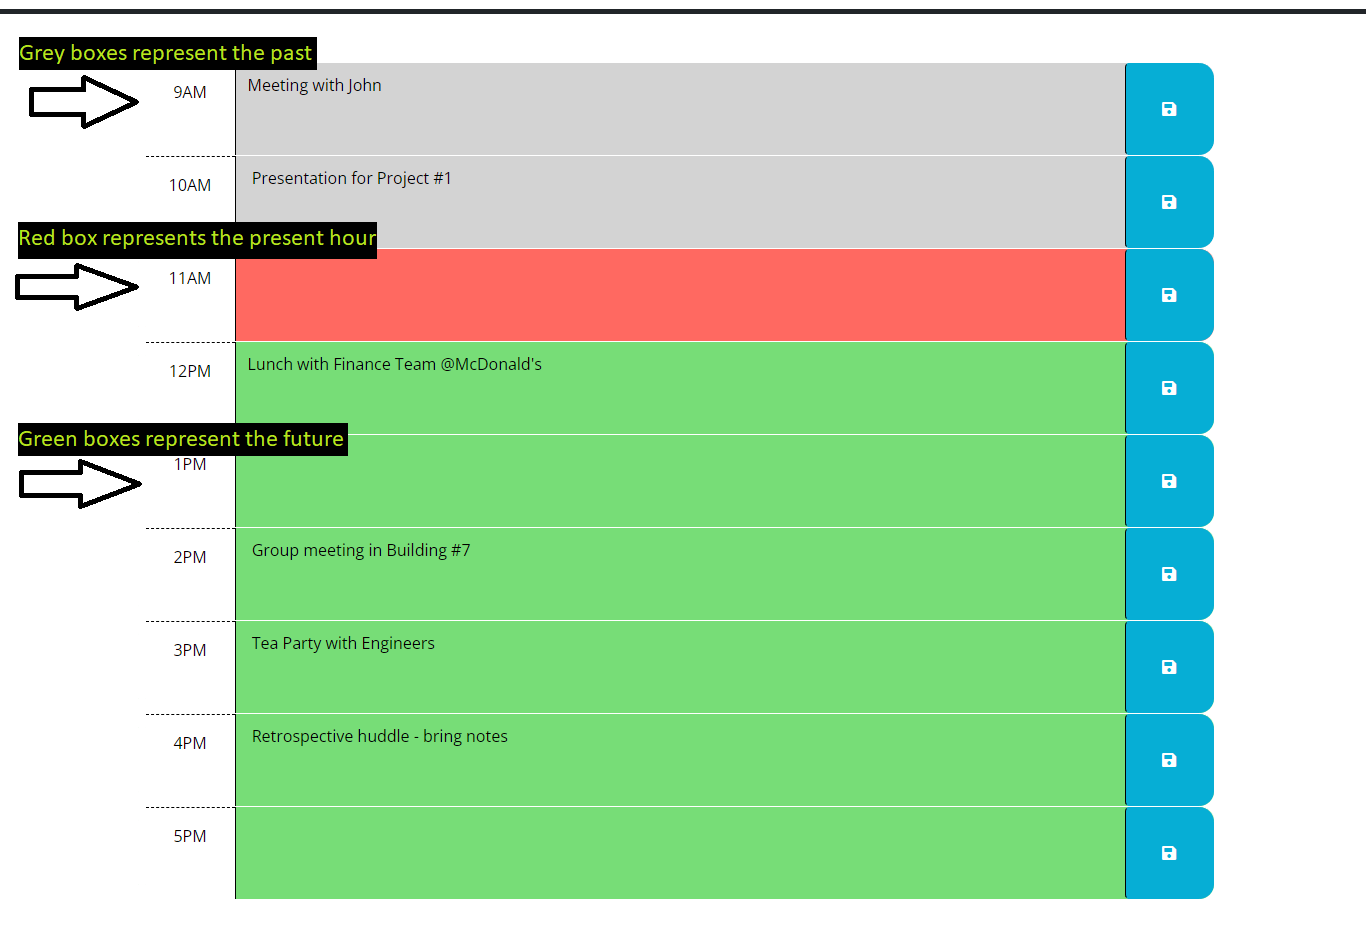 Grey boxes represent the past
9AM
Meeting with John
10AM
Presentation for Project #1
Red box represents the present hour
11AM
12PM
Lunch with Finance Team @McDonald's
Green boxes represent the future
1PM
2PM
Group meeting in Building #7
3PM
Tea Party with Engineers
4PM
Retrospective huddle - bring notes
5PM